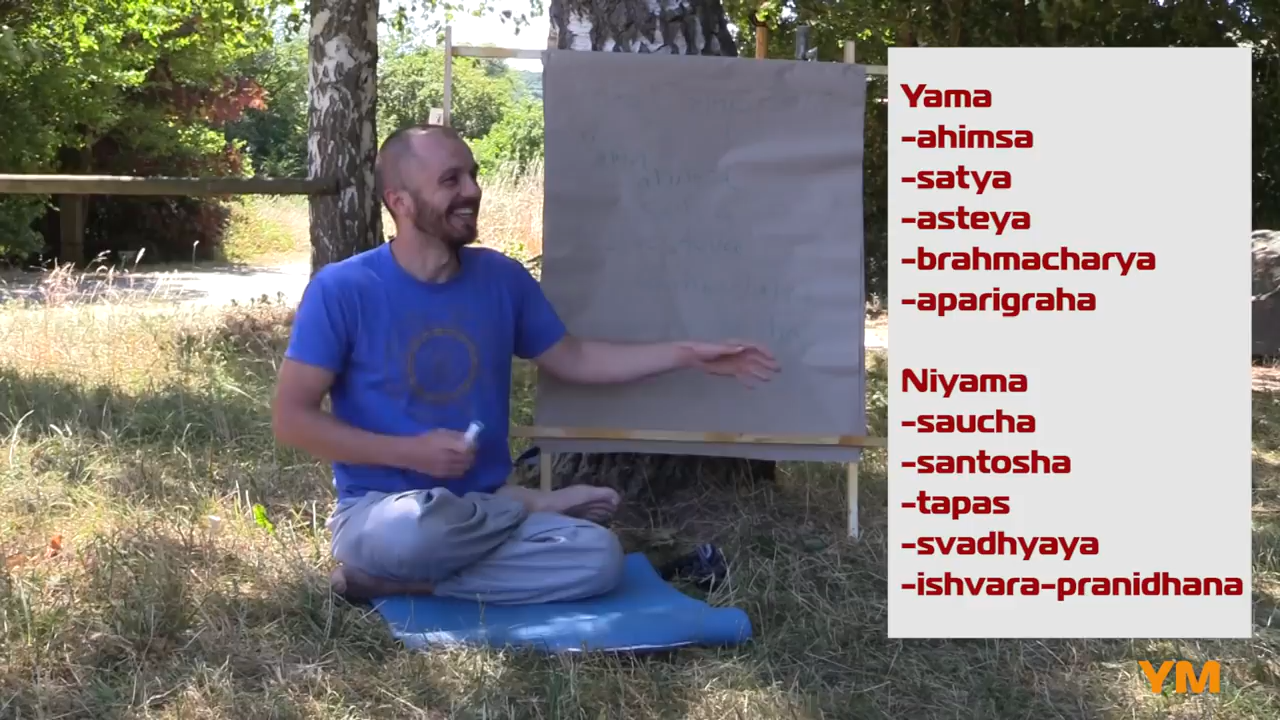 Yama
-ahimsa
-satya
-asteya
-brahmacharya
-aparigraha
Niyama
-saucha
-santosha
-tapas
-svadhyaya
-ishvara-pranidhana
YM